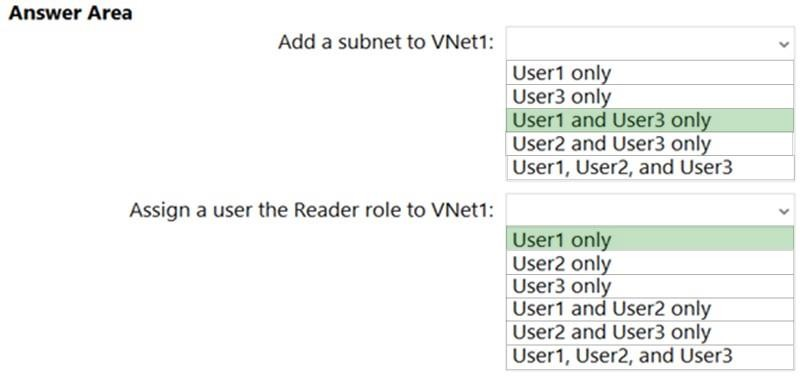 Answer Area
Add a subnet to VNet1:
User1 only
User3 only
User1 and User3 only
User2 and User3 only
User1, User2, and User3
Assign a user the Reader role to VNet1:
User1 only
User2 only
User3 only
User1 and User2 only
User2 and User3 only
User1, User2, and User3